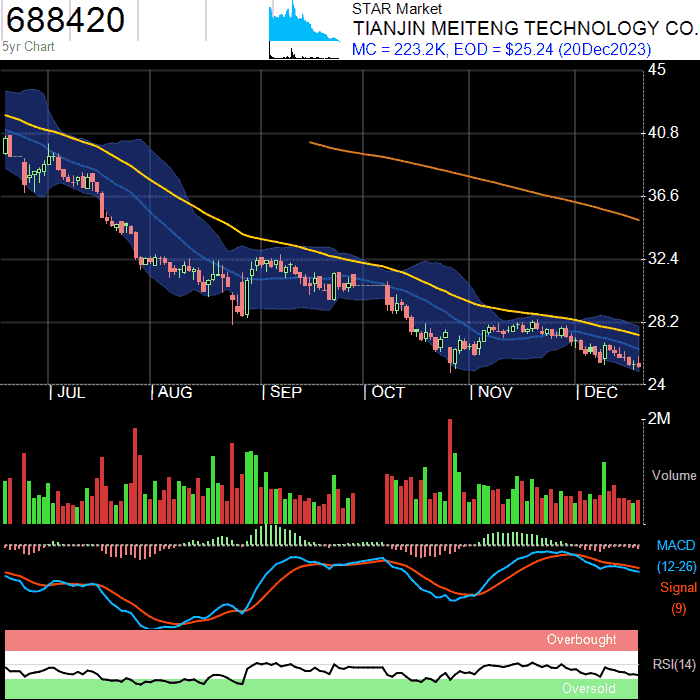 688420
5yr Chart
STAR Market
TIANJIN MEITENG TECHNOLOGY CO.
MC = 223.2K, EOD = $25.24 (20Dec2023)
45
40.8
36.6
32.4
28.2
24
| JUL | AUG | SEP | OCT | NOV | DEC
2M
Volume
MACD
(12-26)
Signal
(9)
Overbought
RSI(14)
Oversold